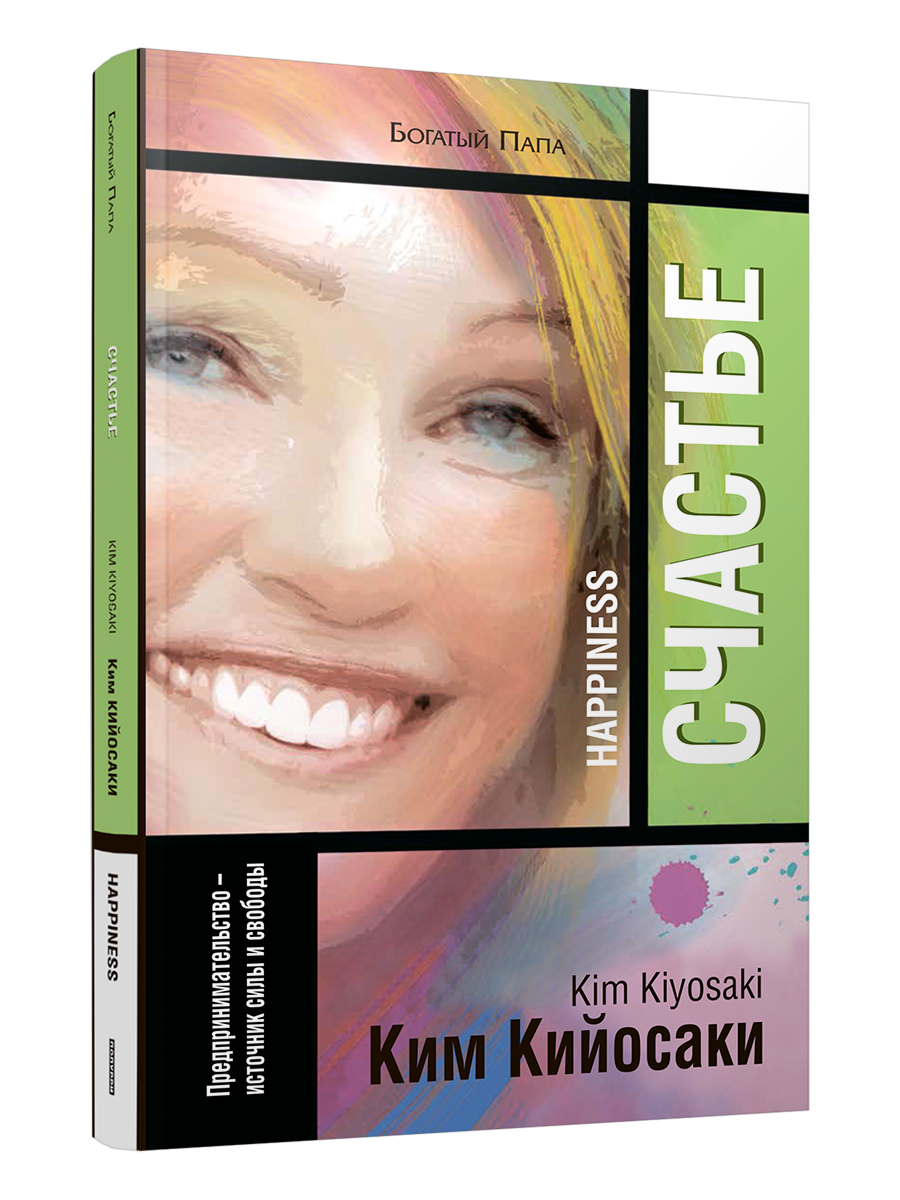 Богатый Папа
СЧАСТЬЕ
HAPPINESS
Предпринимательство –
источник силы и свободы
Kim Kiyosaki
Ким Кийосаки
Богатый Папа
СЧАСТЬЕ
KIM KIYOSAKI
Ким КИЙОСАКИ
HAPPINESS
ПОПУРРИ